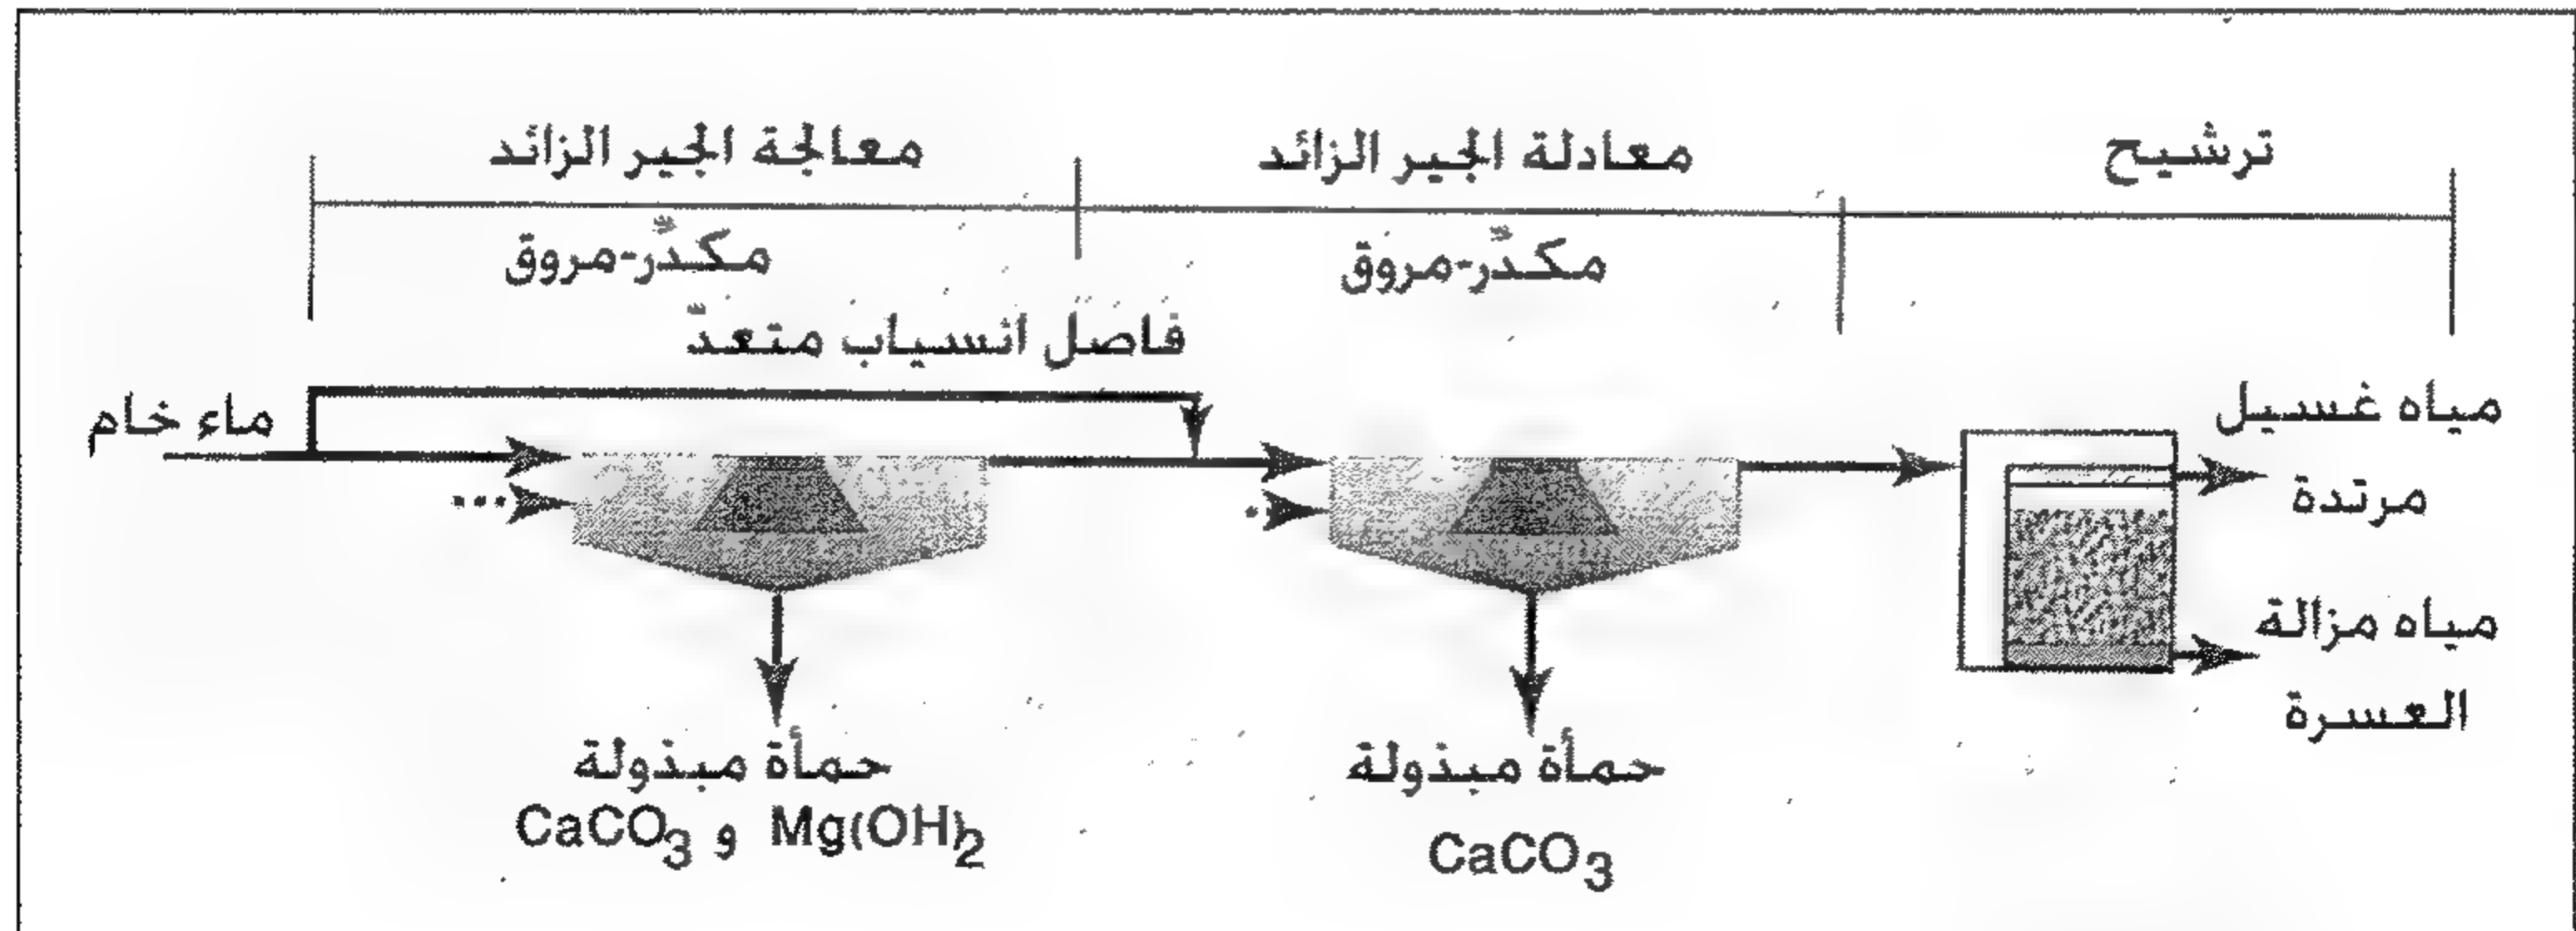 معالجة الجير الزائد
معادلة الجير الزائد
ترشيح
مكدّر-مروق
مكدّر-مروق
فاصل انسياب متعدّ
ماء خام
مياه غسيل
مرتدة
مياه مزالة
العسرة
حمأة مبذولة
CaCO3 و Mg(OH)2
حمأة مبذولة
CaCO3